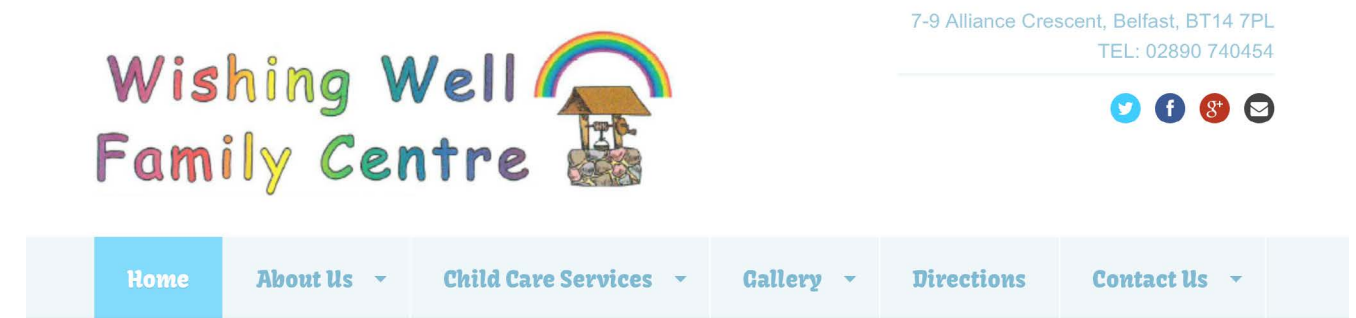 7-9 Alliance Crescent, Belfast, BT14 7PL
TEL: 02890 740454
Wishing Well
Family Centre
g+
Home About Us Child Care Services Gallery Directions Contact Us